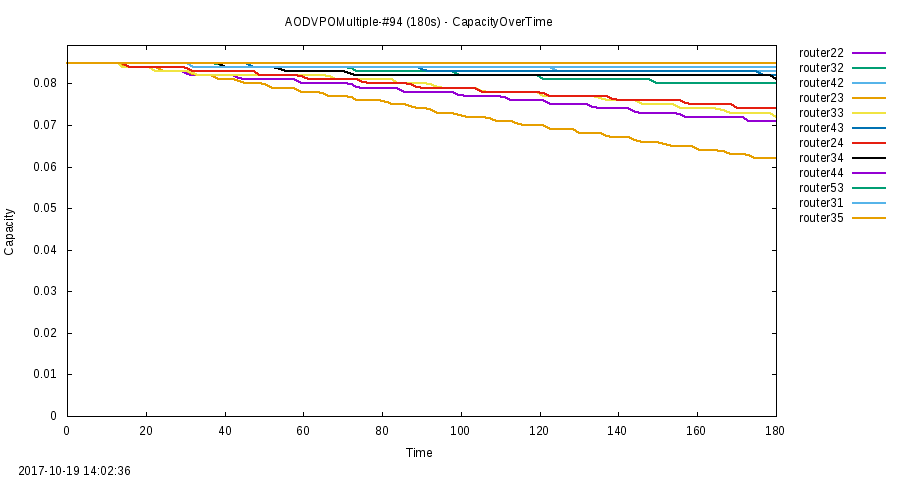 AODVPOMultiple-#94 (180s) - CapacityOverTime
router22
router32
router42
router23
router33
router43
router24
router34
router44
router53
router31
router35
0.08
0.07
0.06
0.05
0.04
0.03
0.02
0.01
0
Capacity
0 20 40 60 80 100 120 140 160 180
Time
2017-10-19 14:02:36